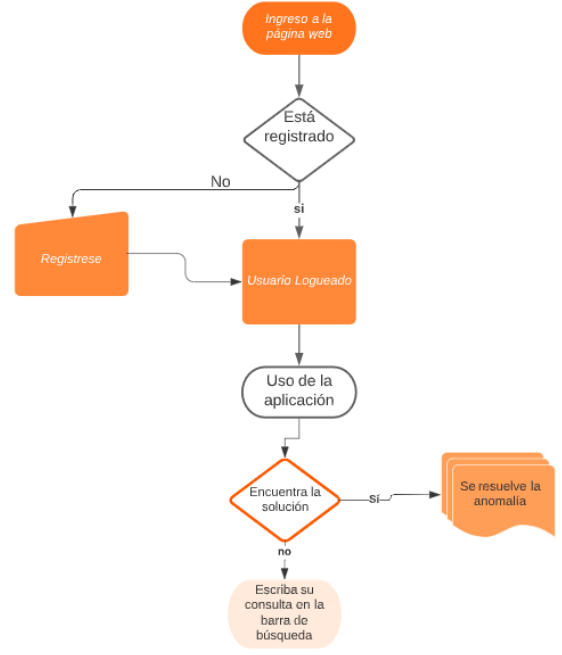 Ingreso a la
página web
Está
registrado
No
si
Registrese
Usuario Logueado
Uso de la
aplicación
Encuentra la
solución
Sí
Se resuelve la
anomalía
no
Escriba su
consulta en la
barra de
búsqueda